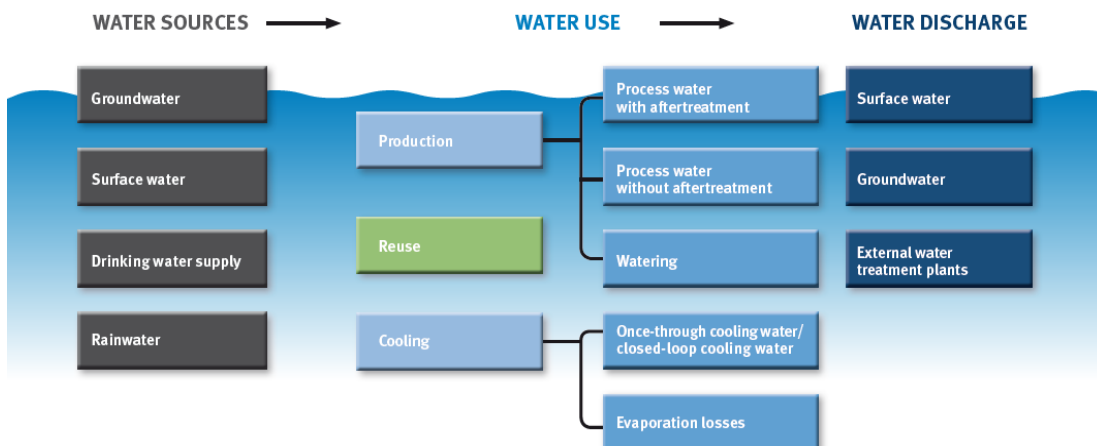 WATER SOURCES
WATER USE
WATER DISCHARGE
Groundwater
Surface water
Drinking water supply
Rainwater
Production
Reuse
Cooling
Process water
with aftertreatment
Process water
without aftertreatment
Watering
Once-through cooling water/
closed-loop cooling water
Evaporation losses
Surface water
Groundwater
External water
treatment plants